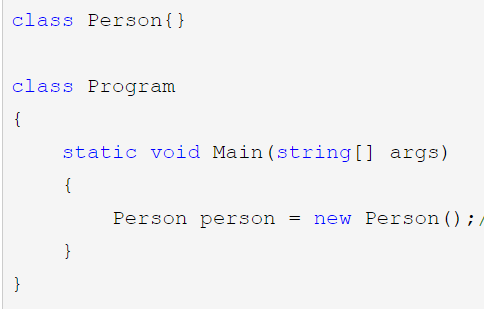 class Person{}
class Program
{
static void Main(string[] args)
{
Person person = new Person();/
}
}